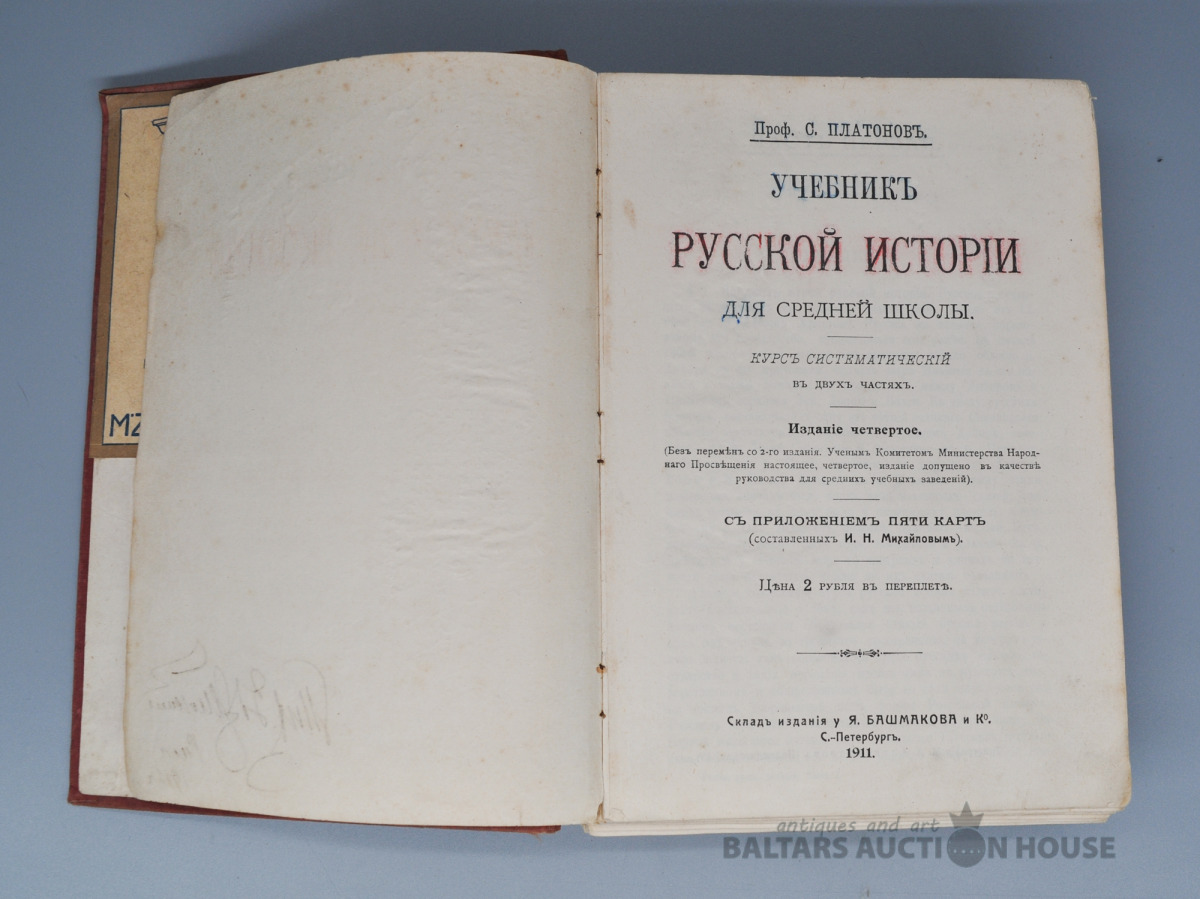 MZ
Проф. С. ПЛАТОНОВЪ.
УЧЕБНИКЪ
РУССКОЙ ИСТОРІИ
ДЛЯ СРЕДНЕЙ ШКОЛЫ.
КУРСЪ СИСТЕМАТИЧЕСКІЙ
ВЪ ДВУХЪ ЧАСТЯХЪ.
Изданіе четвертое.
(Безъ перемѣнъ со 2-го изданія. Ученымъ Комитетомъ Министерства Народ-
наго Просвѣщенія настоящее, четвертое, изданіе допущено въ качествѣ
руководства для среднихъ учебныхъ заведеній).
СЪ ПРИЛОЖЕНІЕМЪ ПЯТИ КАРТЪ
(составленныхъ И. Н. Михайловымъ).
ЦѢНА 2 РУБЛЯ ВЪ ПЕРЕПЛЕТѢ.
Складъ изданія у Я. БАШМАКОВА и Кº.
С.-Петербургъ.
1911.
antiques and art
BALTARS AUCTION HOUSE